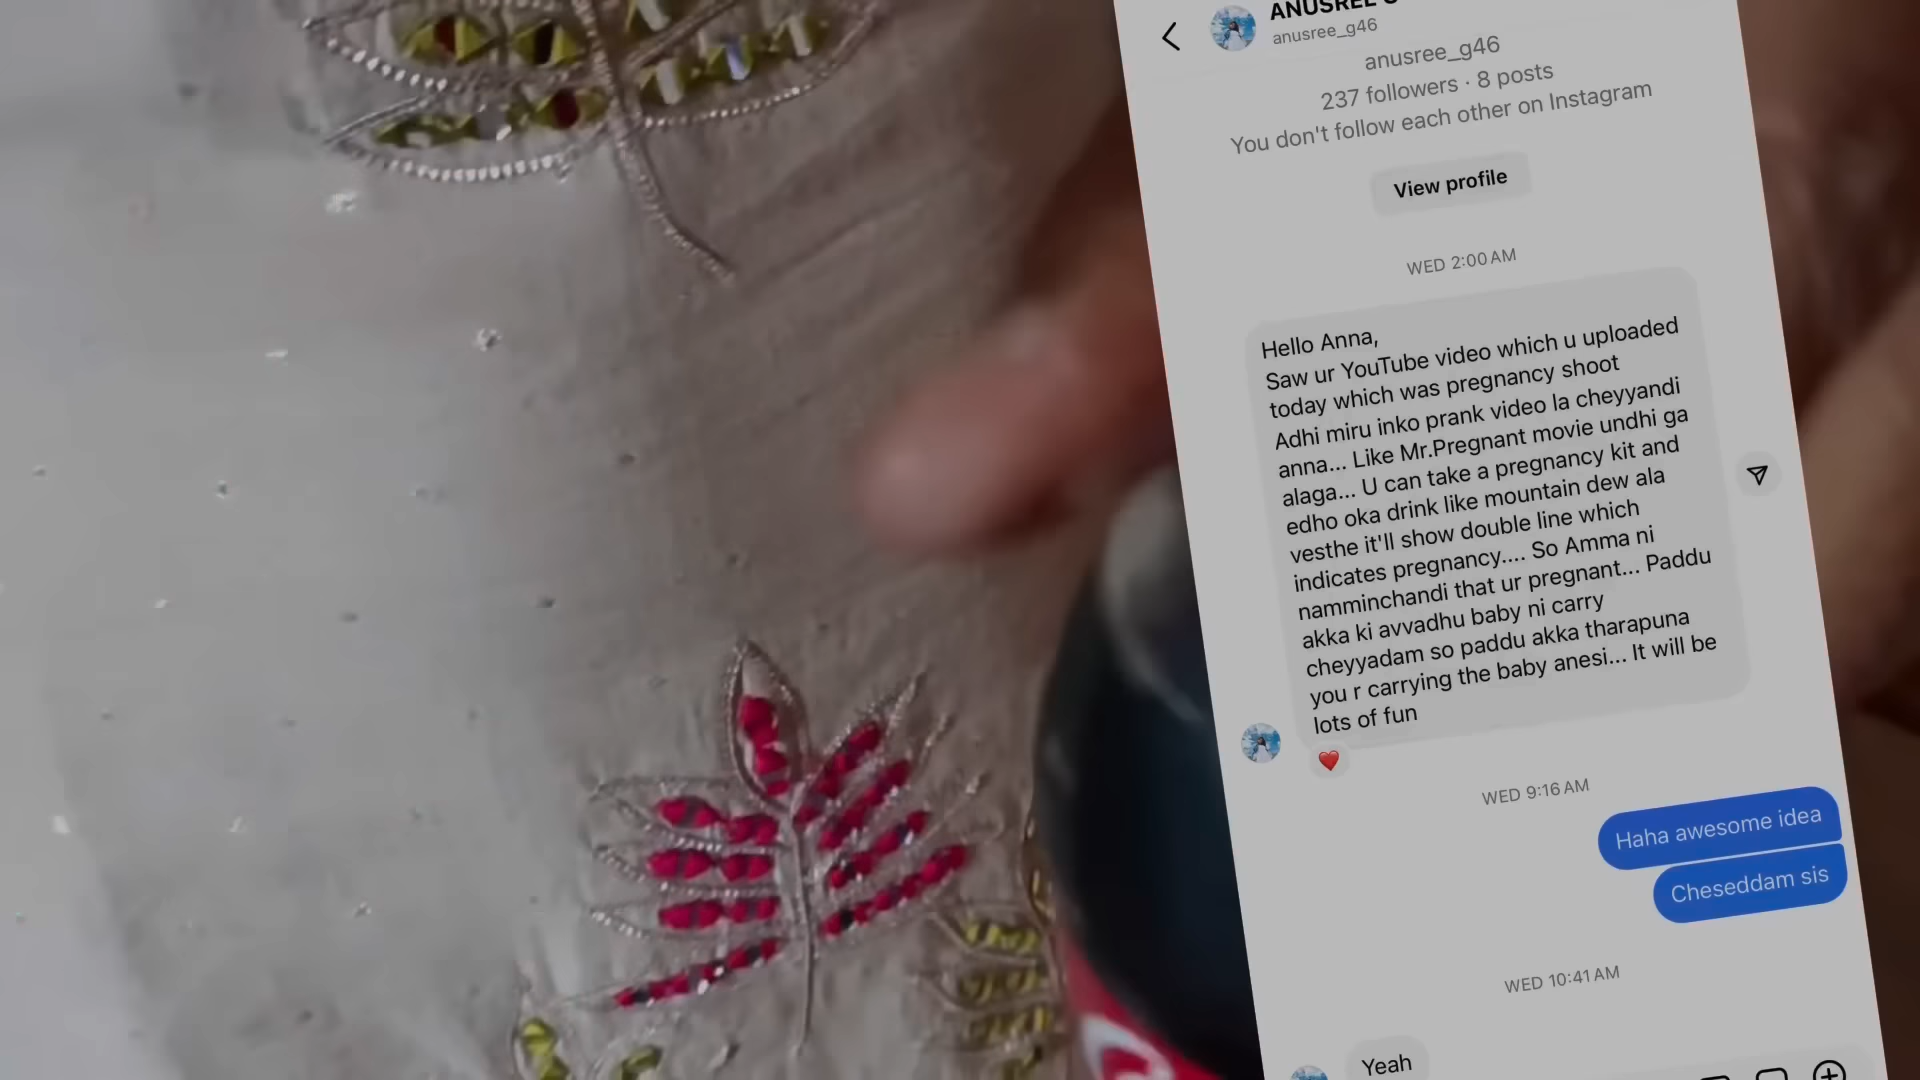 anusree_g46
anusree_g46
237 followers · 8 posts
You don't follow each other on Instagram
View profile
WED 2:00 AM
Hello Anna,
Saw ur YouTube video which u uploaded
today which was pregnancy shoot
Adhi miru inko prank video la cheyyandi
anna... Like Mr.Pregnant movie undhi ga
alaga... U can take a pregnancy kit and
edho oka drink like mountain dew ala
vesthe it'll show double line which
indicates pregnancy.... So Amma ni
namminchandi that ur pregnant... Paddu
akka ki avvadhu baby ni carry
cheyyadam so paddu akka tharapuna
you r carrying the baby anesi... It will be
lots of fun
WED 9:16 AM
Haha awesome idea
Cheseddam sis
WED 10:41 AM
Yeah